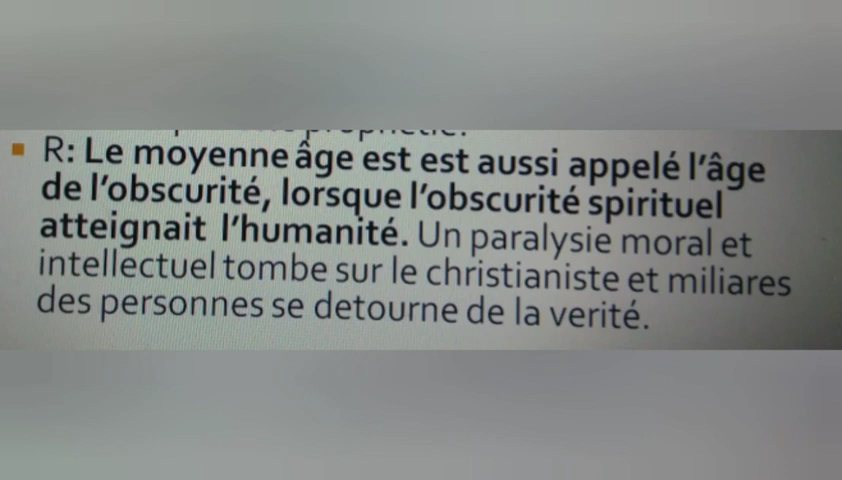 R: Le moyenne âge est est aussi appelé l'âge
de l'obscurité, lorsque l'obscurité spirituel
atteignait l'humanité. Un paralysie moral et
intellectuel tombe sur le christianiste et miliares
des personnes se detourne de la verité.